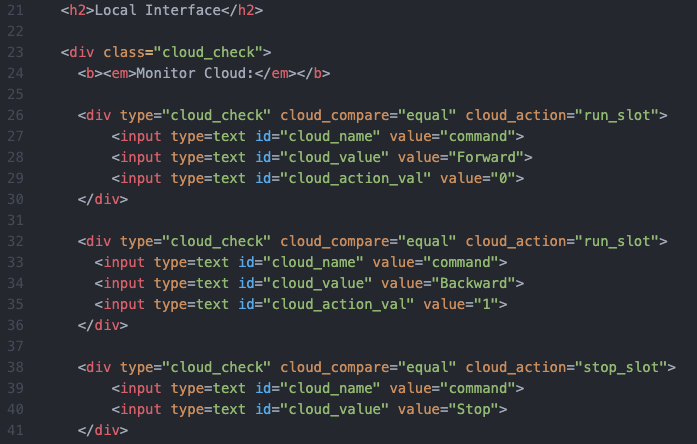 21 <h2>Local Interface</h2>
22
23 <div class="cloud_check">
24 <b><em>Monitor Cloud:</em></b>
25
26 <div type="cloud_check" cloud_compare="equal" cloud_action="run_slot">
27 <input type=text id="cloud_name" value="command">
28 <input type=text id="cloud_value" value="Forward">
29 <input type=text id="cloud_action_val" value="0">
30 </div>
31
32 <div type="cloud_check" cloud_compare="equal" cloud_action="run_slot">
33 <input type=text id="cloud_name" value="command">
34 <input type=text id="cloud_value" value="Backward">
35 <input type=text id="cloud_action_val" value="1">
36 </div>
37
38 <div type="cloud_check" cloud_compare="equal" cloud_action="stop_slot">
39 <input type=text id="cloud_name" value="command">
40 <input type=text id="cloud_value" value="Stop">
41 </div>